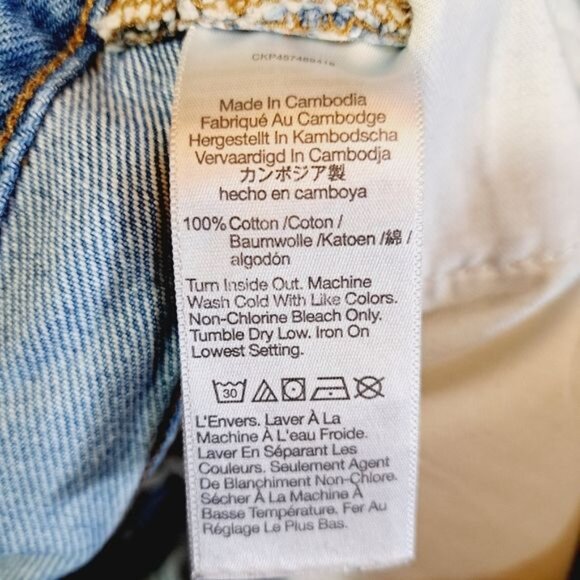 Made In Cambodia
Fabriqué Au Cambodge
Hergestellt In Kambodscha
Vervaardigd In Cambodja
カンボジア製
hecho en camboya
100% Cotton /Coton /
Baumwolle /Katoen /綿 /
algodón
Turn Inside Out. Machine
Wash Cold With Like Colors.
Non-Chlorine Bleach Only.
Tumble Dry Low. Iron On
Lowest Setting.
30
L'Envers. Laver À La
Machine À L'eau Froide.
Laver En Séparant Les
Couleurs. Seulement Agent
De Blanchiment Non-Chlore.
Sécher À La Machine À
Basse Température. Fer Au
Réglage Le Plus Bas.